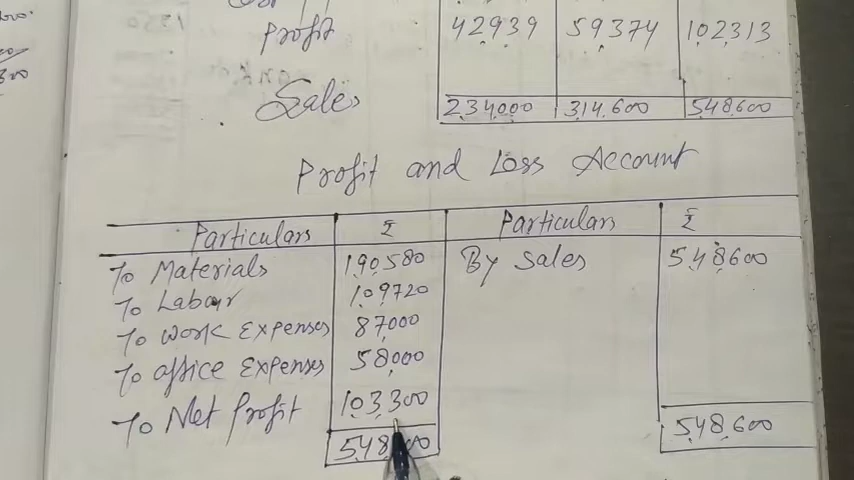 Profit 42939 59374 102313
Sales 234000 314600 548600
Profit and Loss Account
Particulars ₹ Particulars ₹
To Materials 190580 By Sales 548600
To Labour 109720
To work Expenses 87000
To office Expenses 58000
To Net Profit 103300
548600